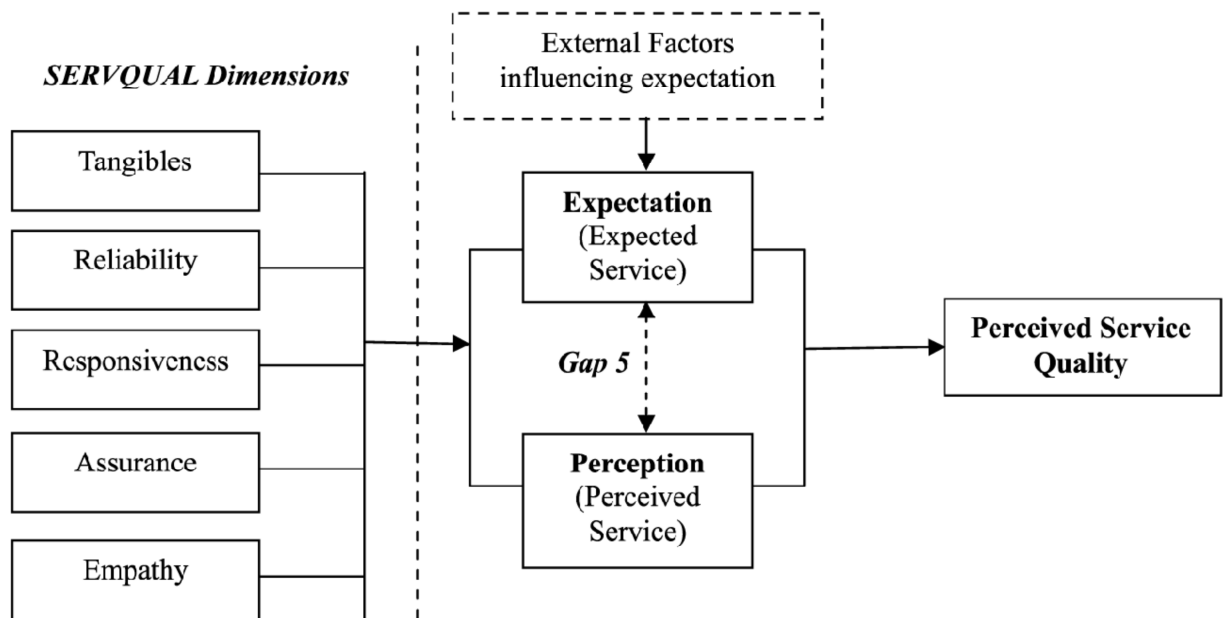 SERVQUAL Dimensions
Tangibles
Reliability
Responsiveness
Assurance
Empathy
External Factors
influencing expectation
Expectation
(Expected
Service)
Gap 5
Perception
(Perceived
Service)
Perceived Service
Quality